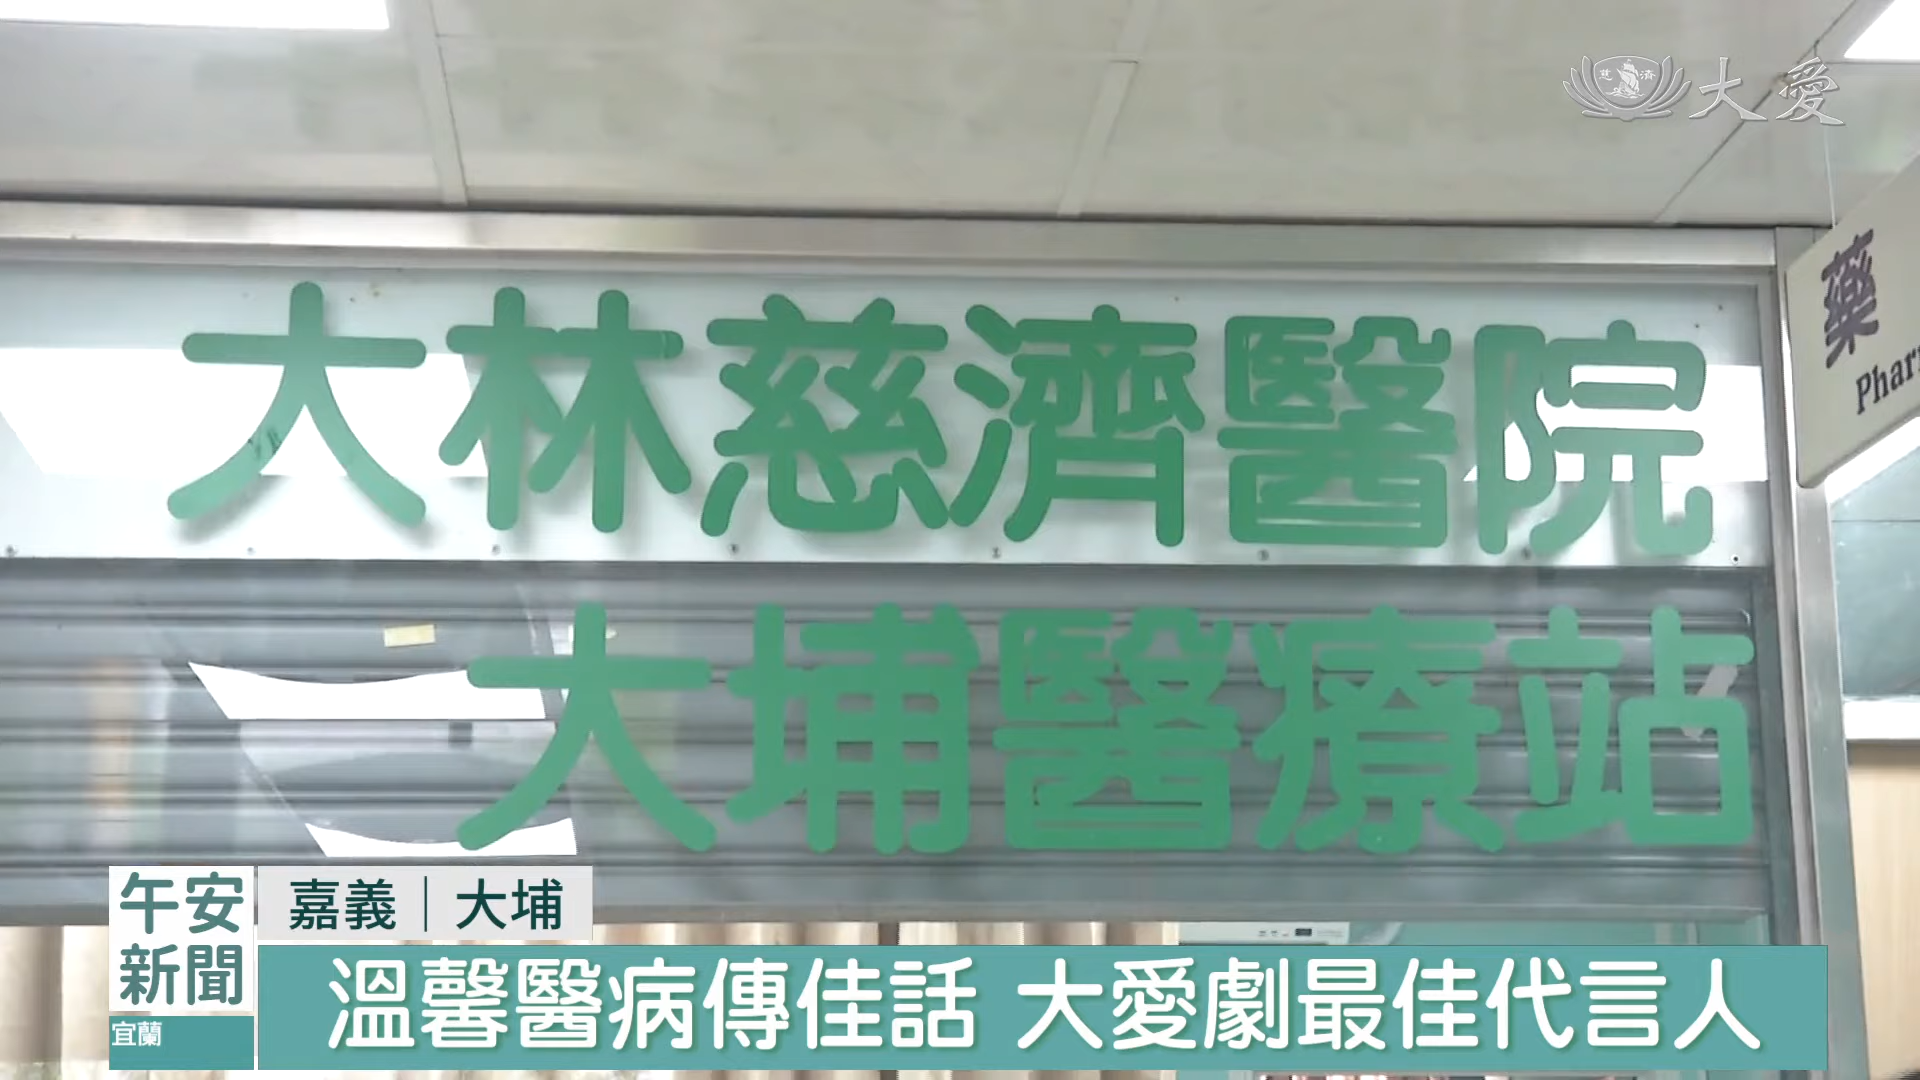 慈濟
大愛
藥
Phar
大林慈濟醫院
大埔醫療站
午安
新聞
嘉義｜大埔
溫馨醫病傳佳話 大愛劇最佳代言人
宜蘭